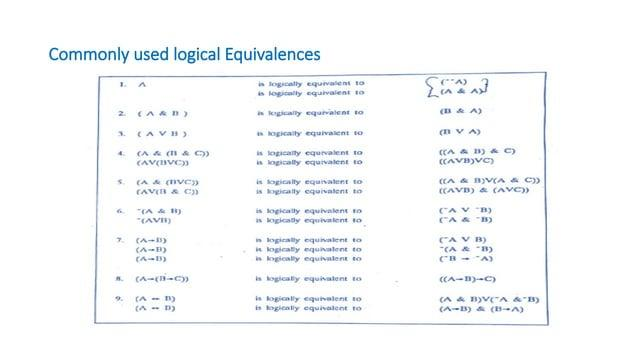 Commonly used logical Equivalences
1. A is logically equivalent to (~~A)
is logically equivalent to (A & A)
2. ( A & B ) is logically equivalent to (B & A)
3. ( A V B ) is logically equivalent to (B V A)
4. (A & (B & C)) is logically equivalent to ((A & B) & C)
(AV(BVC)) is logically equivalent to ((AVB)VC)
5. (A & (BVC)) is logically equivalent to ((A & B)V(A & C))
(AV(B & C)) is logically equivalent to ((AVB) & (AVC))
6. ~(A & B) is logically equivalent to (~A V ~B)
~(AVB) is logically equivalent to (~A & ~B)
7. (A→B) is logically equivalent to (~A V B)
(A→B) is logically equivalent to ~(A & ~B)
(A→B) is logically equivalent to (~B → ~A)
8. (A→(B→C)) is logically equivalent to ((A→B)→C)
9. (A ↔ B) is logically equivalent to (A & B)V(~A &~B)
(A ↔ B) is logically equivalent to (A→B) & (B→A)